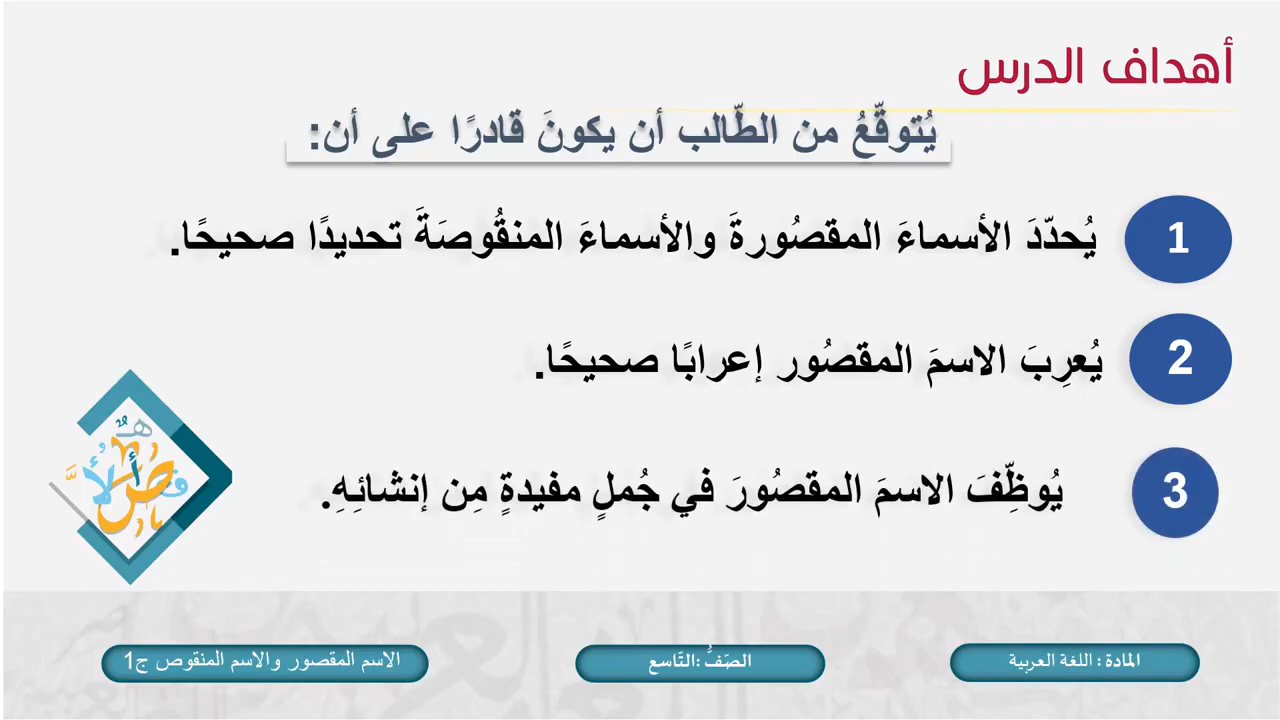 أهداف الدرس
يُتوقّعُ من الطّالب أن يكونَ قادرًا على أن:
1 يُحدّدَ الأسماءَ المقصُورةَ والأسماءَ المنقُوصَةَ تحديدًا صحيحًا.
2 يُعرِبَ الاسمَ المقصُور إعرابًا صحيحًا.
3 يُوظِّفَ الاسمَ المقصُورَ في جُملٍ مفيدةٍ مِن إنشائِهِ.
المادة : اللغة العربية
الصّفُّ :التّاسع
الاسم المقصور والاسم المنقوص ج1